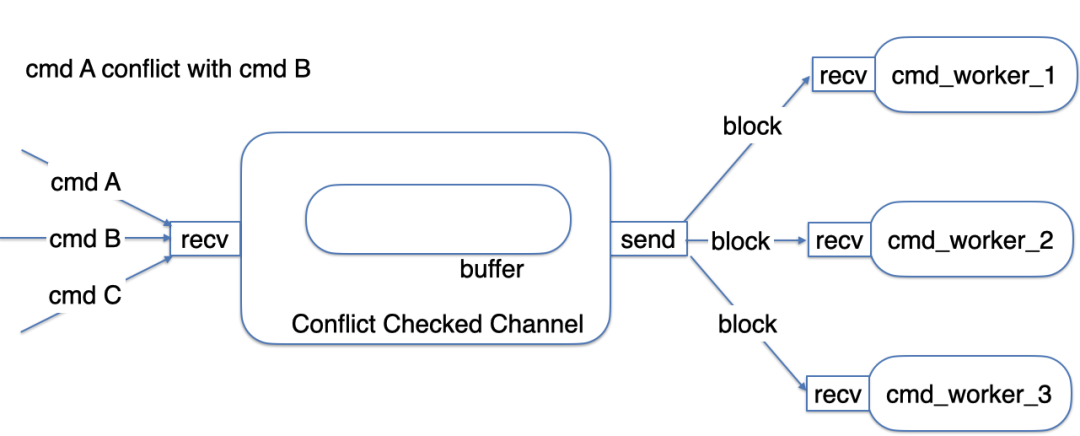 cmd A conflict with cmd B
cmd A
cmd B
cmd C
recv
buffer
Conflict Checked Channel
send
block
block
block
recv
cmd_worker_1
recv
cmd_worker_2
recv
cmd_worker_3